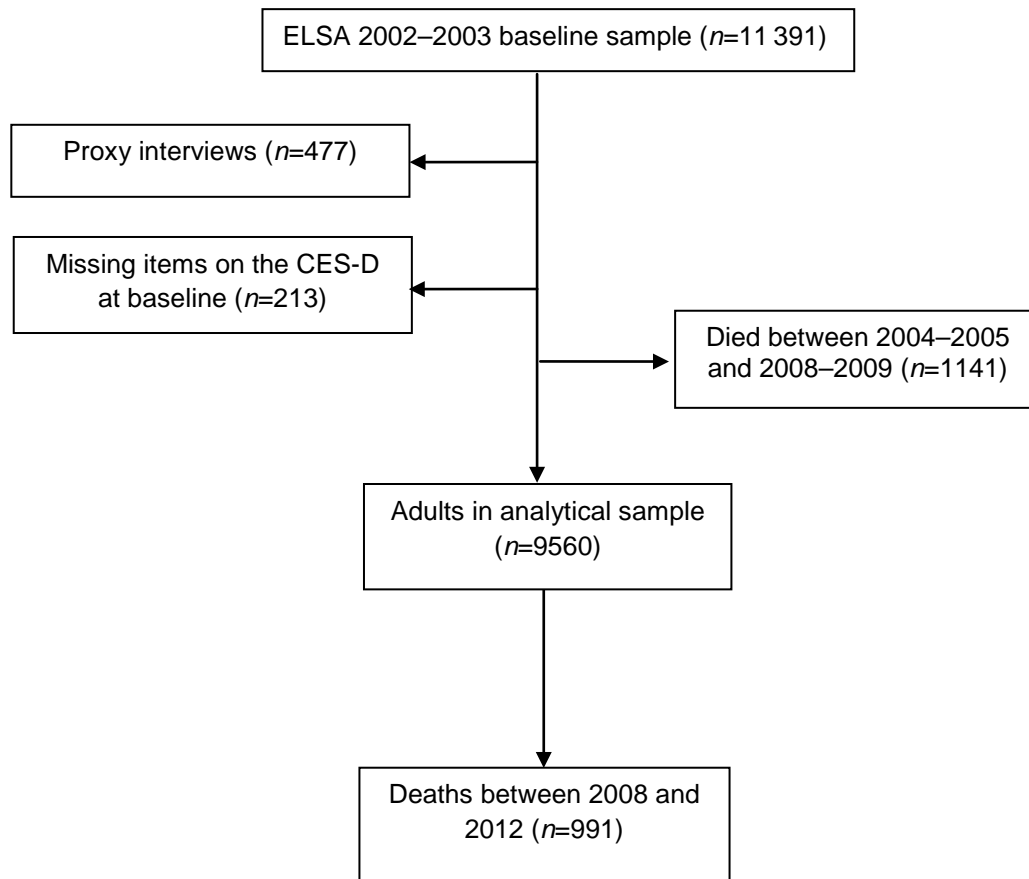 ELSA 2002–2003 baseline sample (n=11 391)
Proxy interviews (n=477)
Missing items on the CES-D
at baseline (n=213)
Died between 2004–2005
and 2008–2009 (n=1141)
Adults in analytical sample
(n=9560)
Deaths between 2008 and
2012 (n=991)